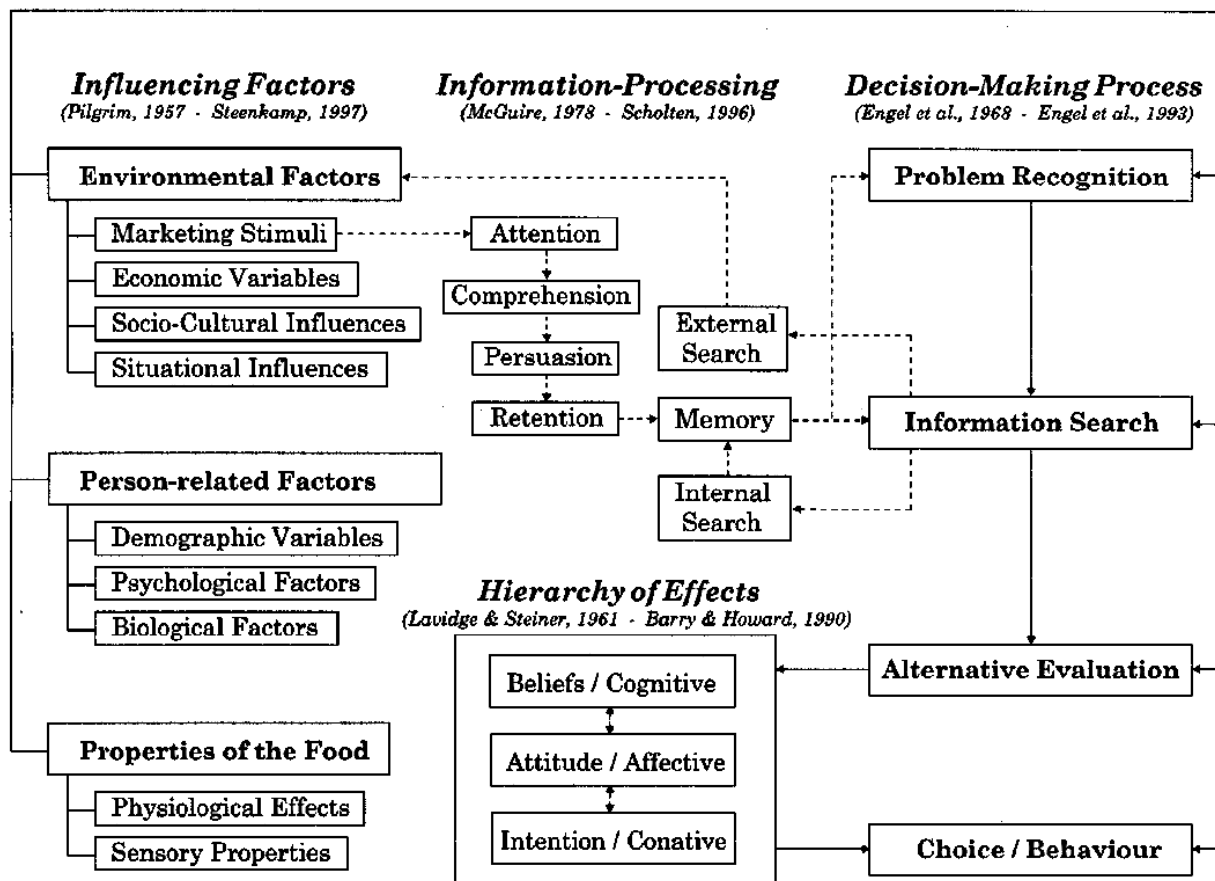 Influencing Factors
(Pilgrim, 1957 - Steenkamp, 1997)
Environmental Factors
Marketing Stimuli
Economic Variables
Socio-Cultural Influences
Situational Influences
Person-related Factors
Demographic Variables
Psychological Factors
Biological Factors
Properties of the Food
Physiological Effects
Sensory Properties
Information-Processing
(McGuire, 1978 - Scholten, 1996)
Attention
Comprehension
Persuasion
Retention
Memory
External
Search
Internal
Search
Hierarchy of Effects
(Lavidge & Steiner, 1961 - Barry & Howard, 1990)
Beliefs / Cognitive
Attitude / Affective
Intention / Conative
Decision-Making Process
(Engel et al., 1968 - Engel et al., 1993)
Problem Recognition
Information Search
Alternative Evaluation
Choice / Behaviour